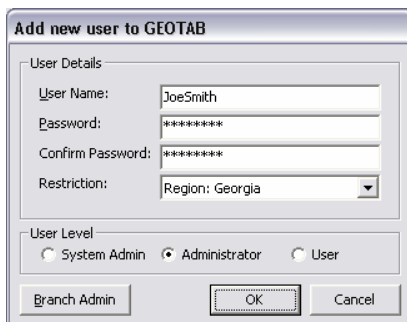 Add new user to GEOTAB
User Details
User Name: JoeSmith
Password: ********
Confirm Password: ********
Restriction: Region: Georgia
User Level
System Admin Administrator User
Branch Admin OK Cancel